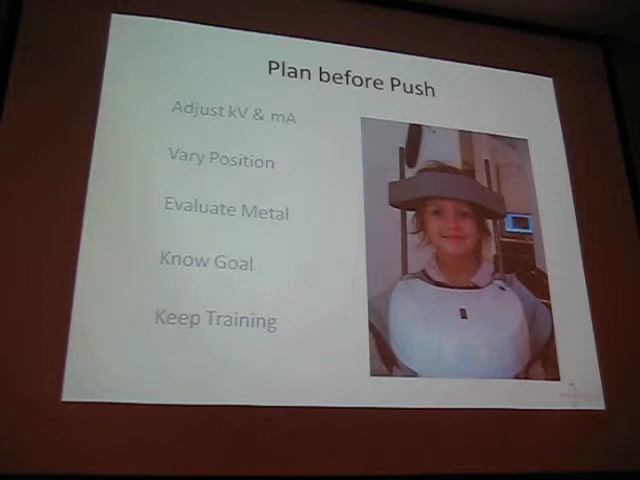 Plan before Push
Adjust kV & mA
Vary Position
Evaluate Metal
Know Goal
Keep Training